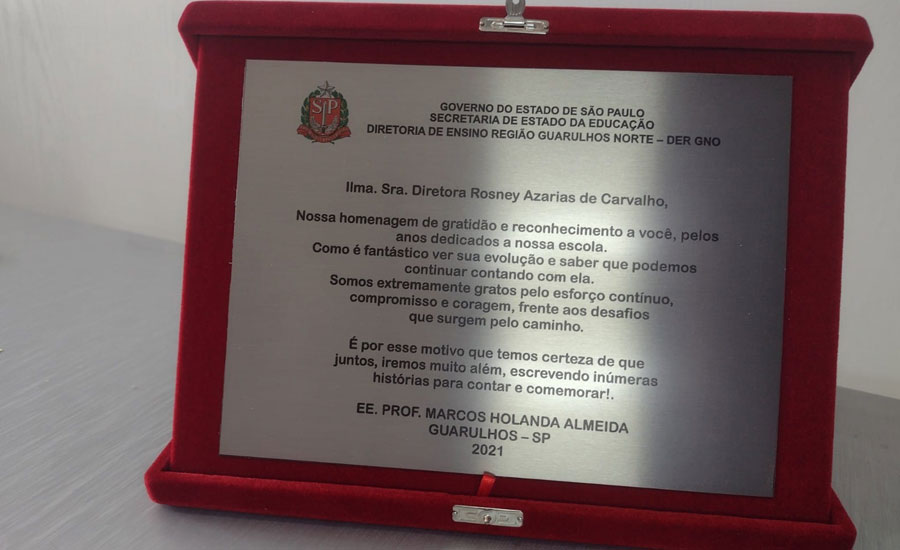 SP
GOVERNO DO ESTADO DE SÃO PAULO
SECRETARIA DE ESTADO DA EDUCAÇÃO
DIRETORIA DE ENSINO REGIÃO GUARULHOS NORTE – DER GNO
Ilma. Sra. Diretora Rosney Azarias de Carvalho,
Nossa homenagem de gratidão e reconhecimento a você, pelos
anos dedicados a nossa escola.
Como é fantástico ver sua evolução e saber que podemos
continuar contando com ela.
Somos extremamente gratos pelo esforço contínuo,
compromisso e coragem, frente aos desafios
que surgem pelo caminho.
É por esse motivo que temos certeza de que
juntos, iremos muito além, escrevendo inúmeras
histórias para contar e comemorar!.
EE. PROF. MARCOS HOLANDA ALMEIDA
GUARULHOS – SP
2021